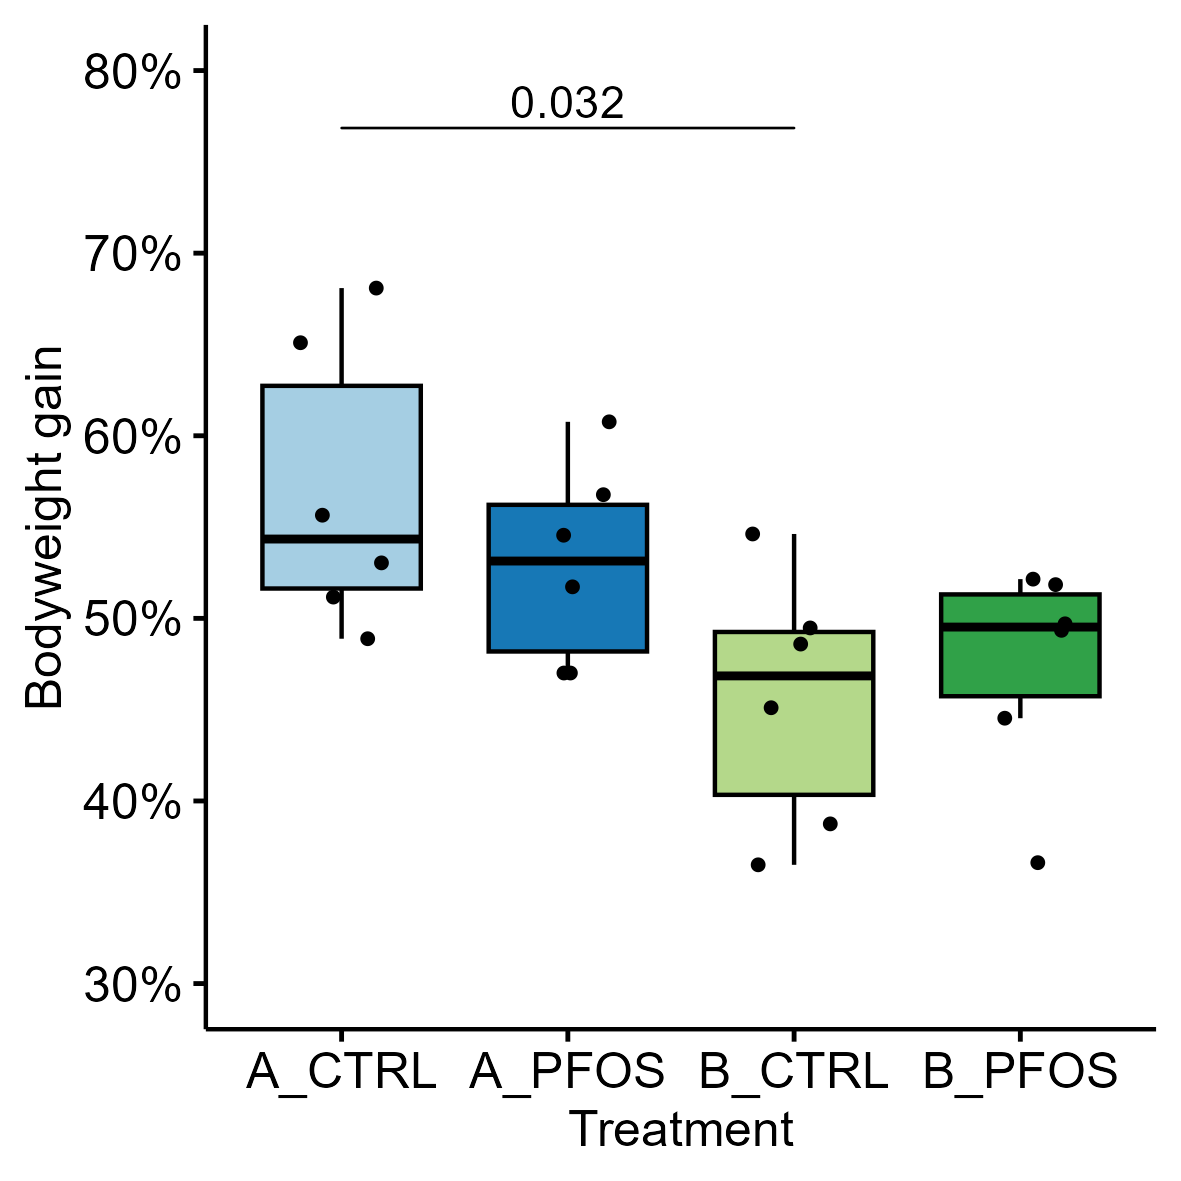 80%
0.032
70%
60%
50%
40%
30%
Bodyweight gain
A_CTRL A_PFOS B_CTRL B_PFOS
Treatment